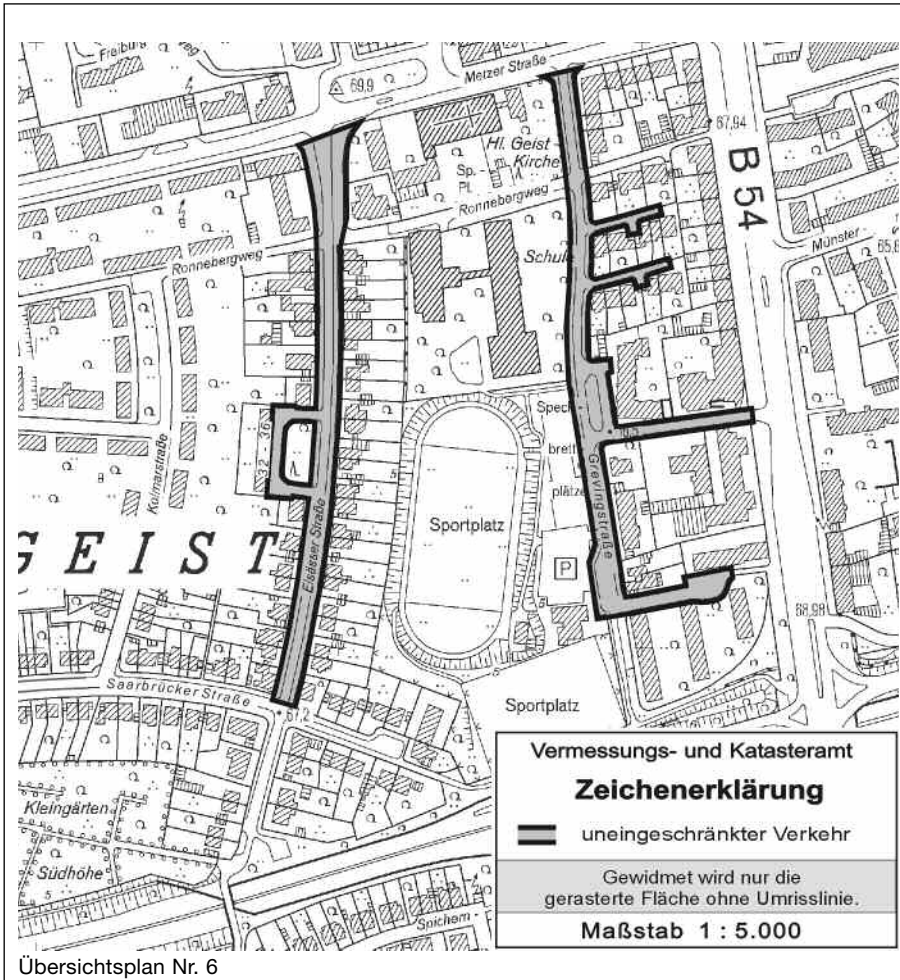 Freiburg
69,9
Metzer Straße
67,94
Hl. Geist
Kirche
Sp.
Pl.
B 54
Ronnebergweg
Ronnebergweg
Schule
Münster
36
32
Kolmarstraße
Elsässer Straße
GEIST
Sportplatz
Speck-
brett-
plätze
Grevingstraße
P
68,98
Saarbrücker Straße
67,2
Sportplatz
Kleingärten
Südhöhe
Spichern
Vermessungs- und Katasteramt
Zeichenerklärung
uneingeschränkter Verkehr
Gewidmet wird nur die
gerasterte Fläche ohne Umrisslinie.
Maßstab 1 : 5.000
Übersichtsplan Nr. 6